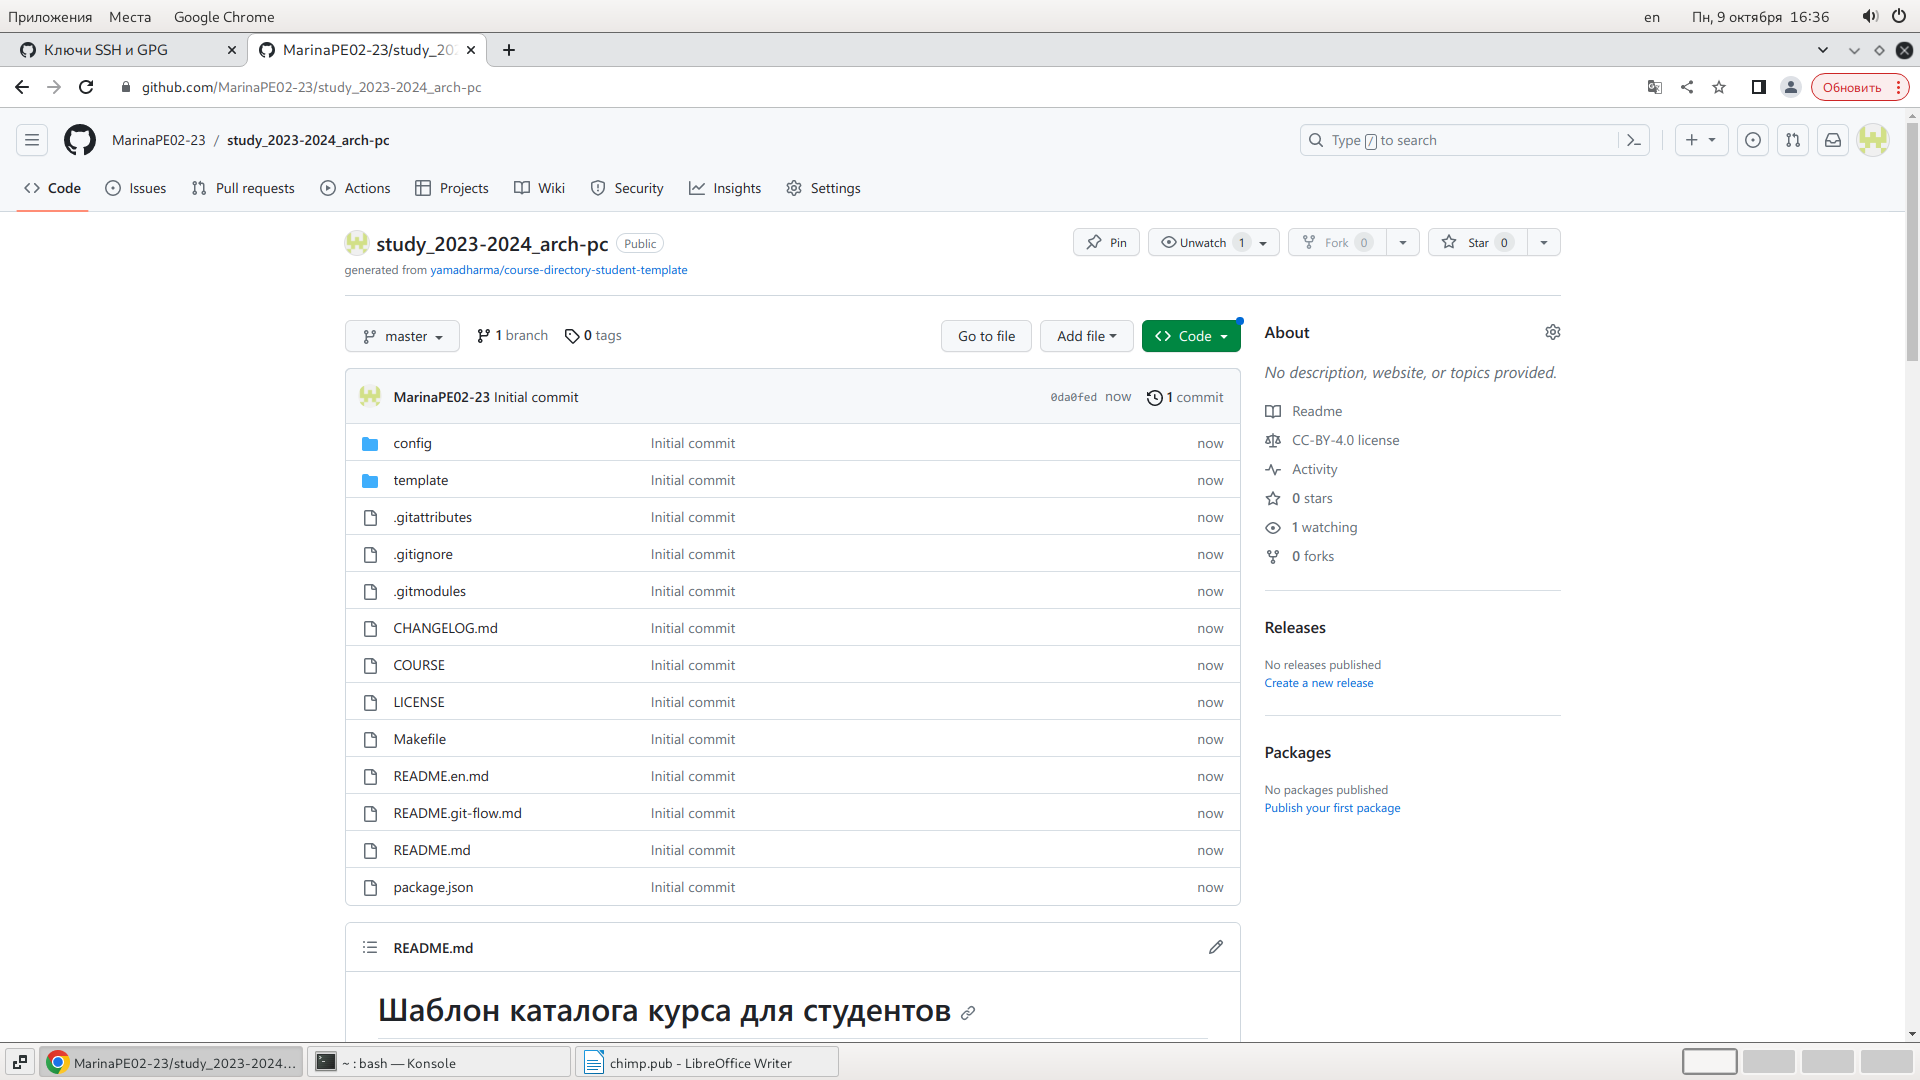 Приложения Места Google Chrome en Пн, 9 октября 16:36
Ключи SSH и GPG MarinaPE02-23/study_202
github.com/MarinaPE02-23/study_2023-2024_arch-pc Обновить
MarinaPE02-23 / study_2023-2024_arch-pc Type / to search
Code Issues Pull requests Actions Projects Wiki Security Insights Settings
study_2023-2024_arch-pc Public Pin Unwatch 1 Fork 0 Star 0
generated from yamadharma/course-directory-student-template
master 1 branch 0 tags Go to file Add file Code
MarinaPE02-23 Initial commit 0da0fed now 1 commit
config Initial commit now
template Initial commit now
.gitattributes Initial commit now
.gitignore Initial commit now
.gitmodules Initial commit now
CHANGELOG.md Initial commit now
COURSE Initial commit now
LICENSE Initial commit now
Makefile Initial commit now
README.en.md Initial commit now
README.git-flow.md Initial commit now
README.md Initial commit now
package.json Initial commit now
README.md
Шаблон каталога курса для студентов
About
No description, website, or topics provided.
Readme
CC-BY-4.0 license
Activity
0 stars
1 watching
0 forks
Releases
No releases published
Create a new release
Packages
No packages published
Publish your first package
MarinaPE02-23/study_2023-2024... ~ : bash — Konsole chimp.pub - LibreOffice Writer